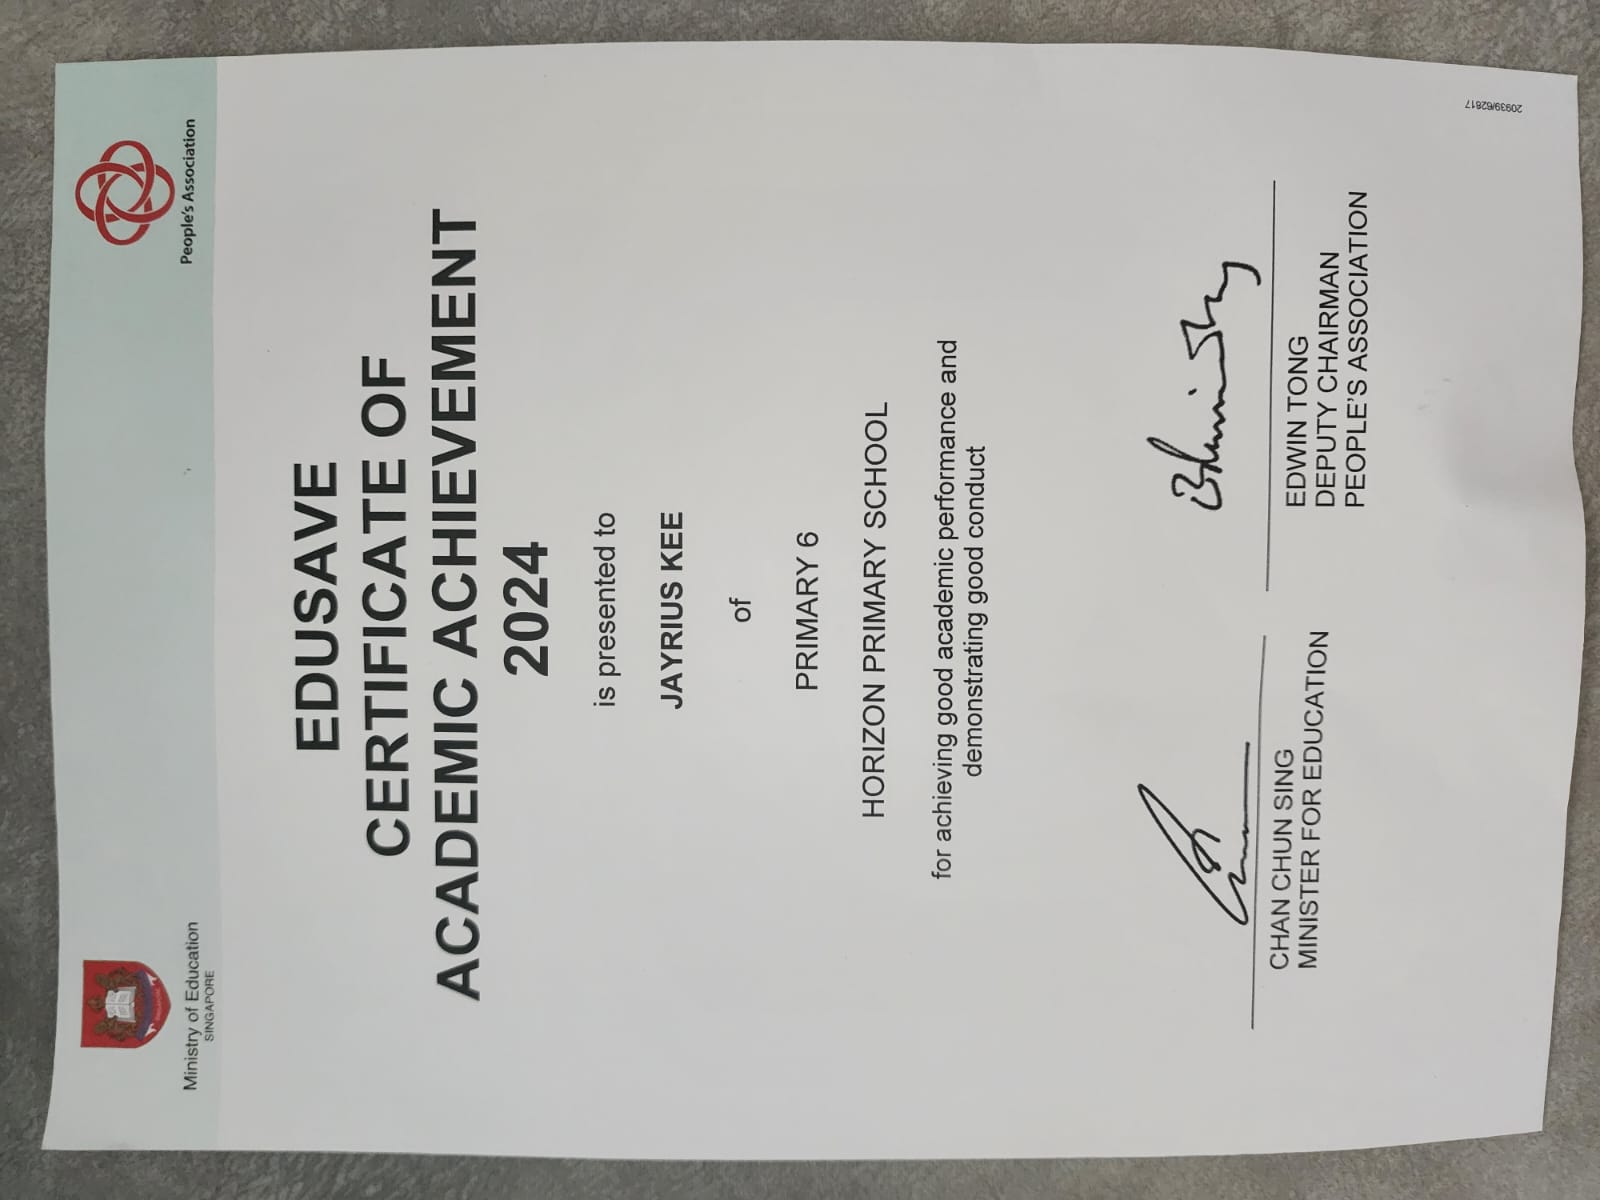 Ministry of Education
SINGAPORE
People's Association
EDUSAVE
CERTIFICATE OF
ACADEMIC ACHIEVEMENT
2024
is presented to
JAYRIUS KEE
of
PRIMARY 6
HORIZON PRIMARY SCHOOL
for achieving good academic performance and
demonstrating good conduct
CHAN CHUN SING
MINISTER FOR EDUCATION
EDWIN TONG
DEPUTY CHAIRMAN
PEOPLE'S ASSOCIATION
20939/62817